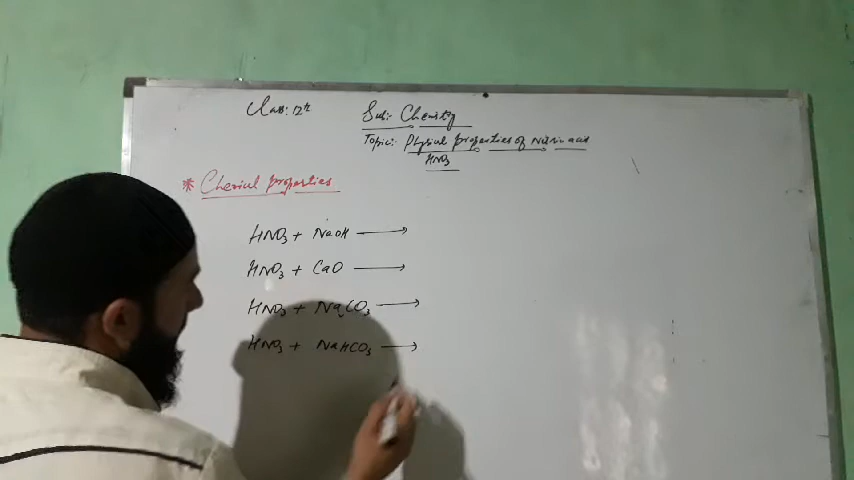 Class: 12th
Sub: Chemistry
Topic: Physical properties of Nitric acid
HNO3
* Chemical properties
HNO3 + NaOH ⟶
HNO3 + CaO ⟶
HNO3 + Na2CO3 ⟶
HNO3 + NaHCO3 ⟶